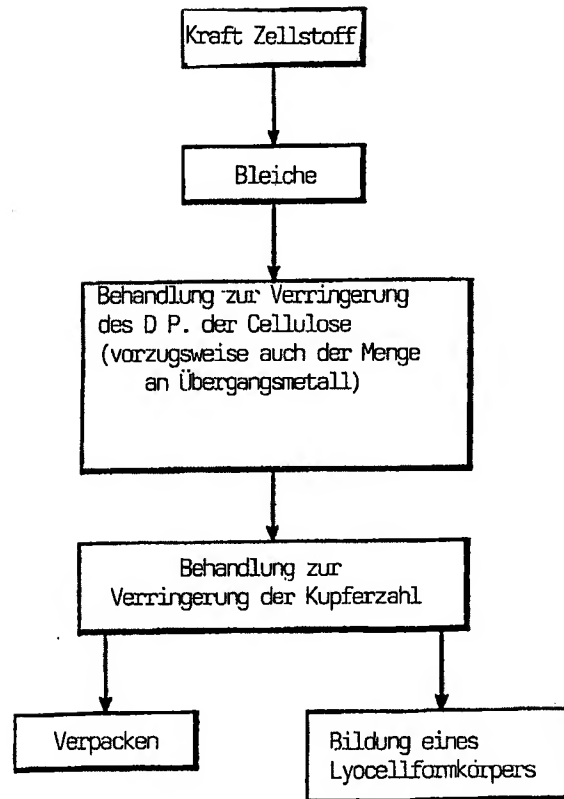 Kraft Zellstoff
Bleiche
Behandlung zur Verringerung
des D P. der Cellulose
(vorzugsweise auch der Menge
an Übergangsmetall)
Behandlung zur
Verringerung der Kupferzahl
Verpacken
Bildung eines
Lyocellformkörpers